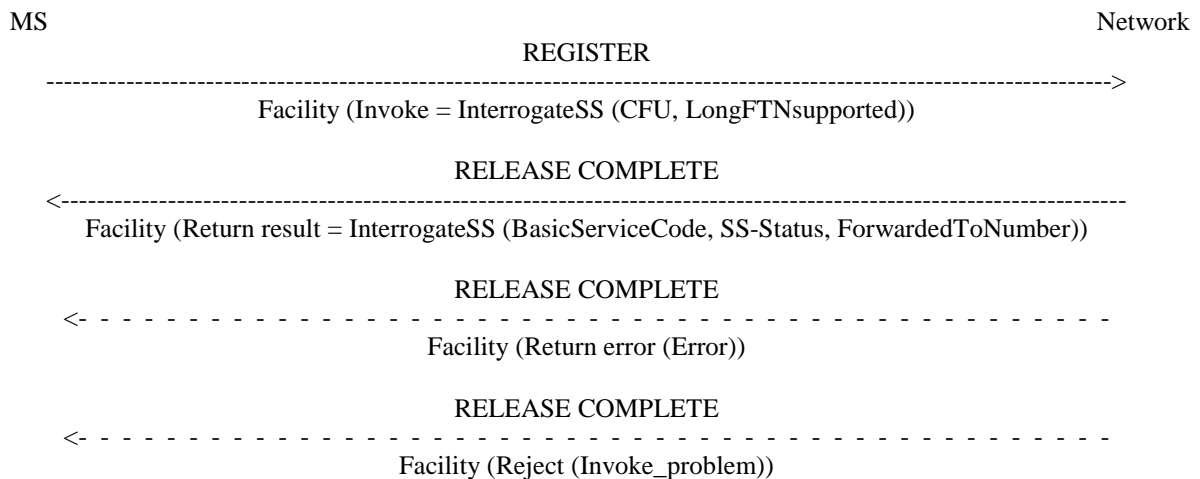 MS Network
REGISTER
Facility (Invoke = InterrogateSS (CFU, LongFTNsupported))
RELEASE COMPLETE
Facility (Return result = InterrogateSS (BasicServiceCode, SS-Status, ForwardedToNumber))
RELEASE COMPLETE
Facility (Return error (Error))
RELEASE COMPLETE
Facility (Reject (Invoke_problem))